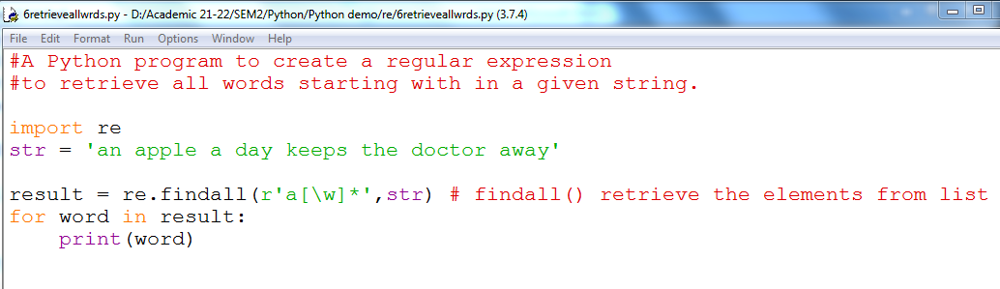 6retrieveallwrds.py - D:/Academic 21-22/SEM2/Python/Python demo/re/6retrieveallwrds.py (3.7.4)
File Edit Format Run Options Window Help
#A Python program to create a regular expression
#to retrieve all words starting with in a given string.
import re
str = 'an apple a day keeps the doctor away'
result = re.findall(r'a[\w]*',str) # findall() retrieve the elements from list
for word in result:
    print(word)